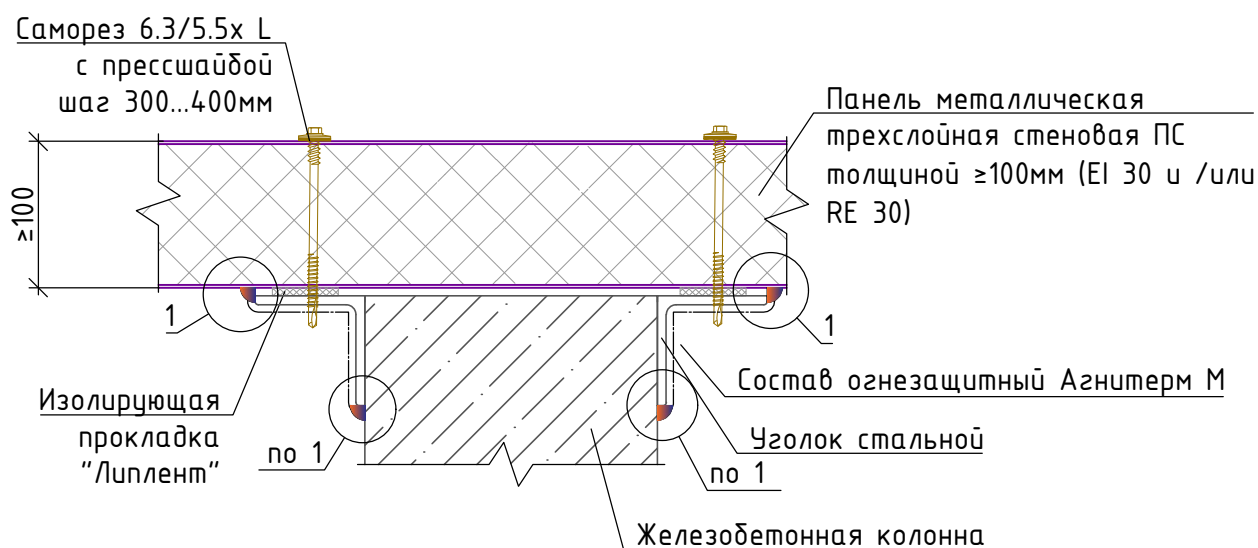 Саморез 6.3/5.5х L
с прессшайбой
шаг 300...400мм
Панель металлическая
трехслойная стеновая ПС
толщиной ≥100мм (EI 30 и /или
RE 30)
≥100
1
1
Состав огнезащитный Агнитерм М
Изолирующая
прокладка
"Липлент"
по 1
Уголок стальной
по 1
Железобетонная колонна